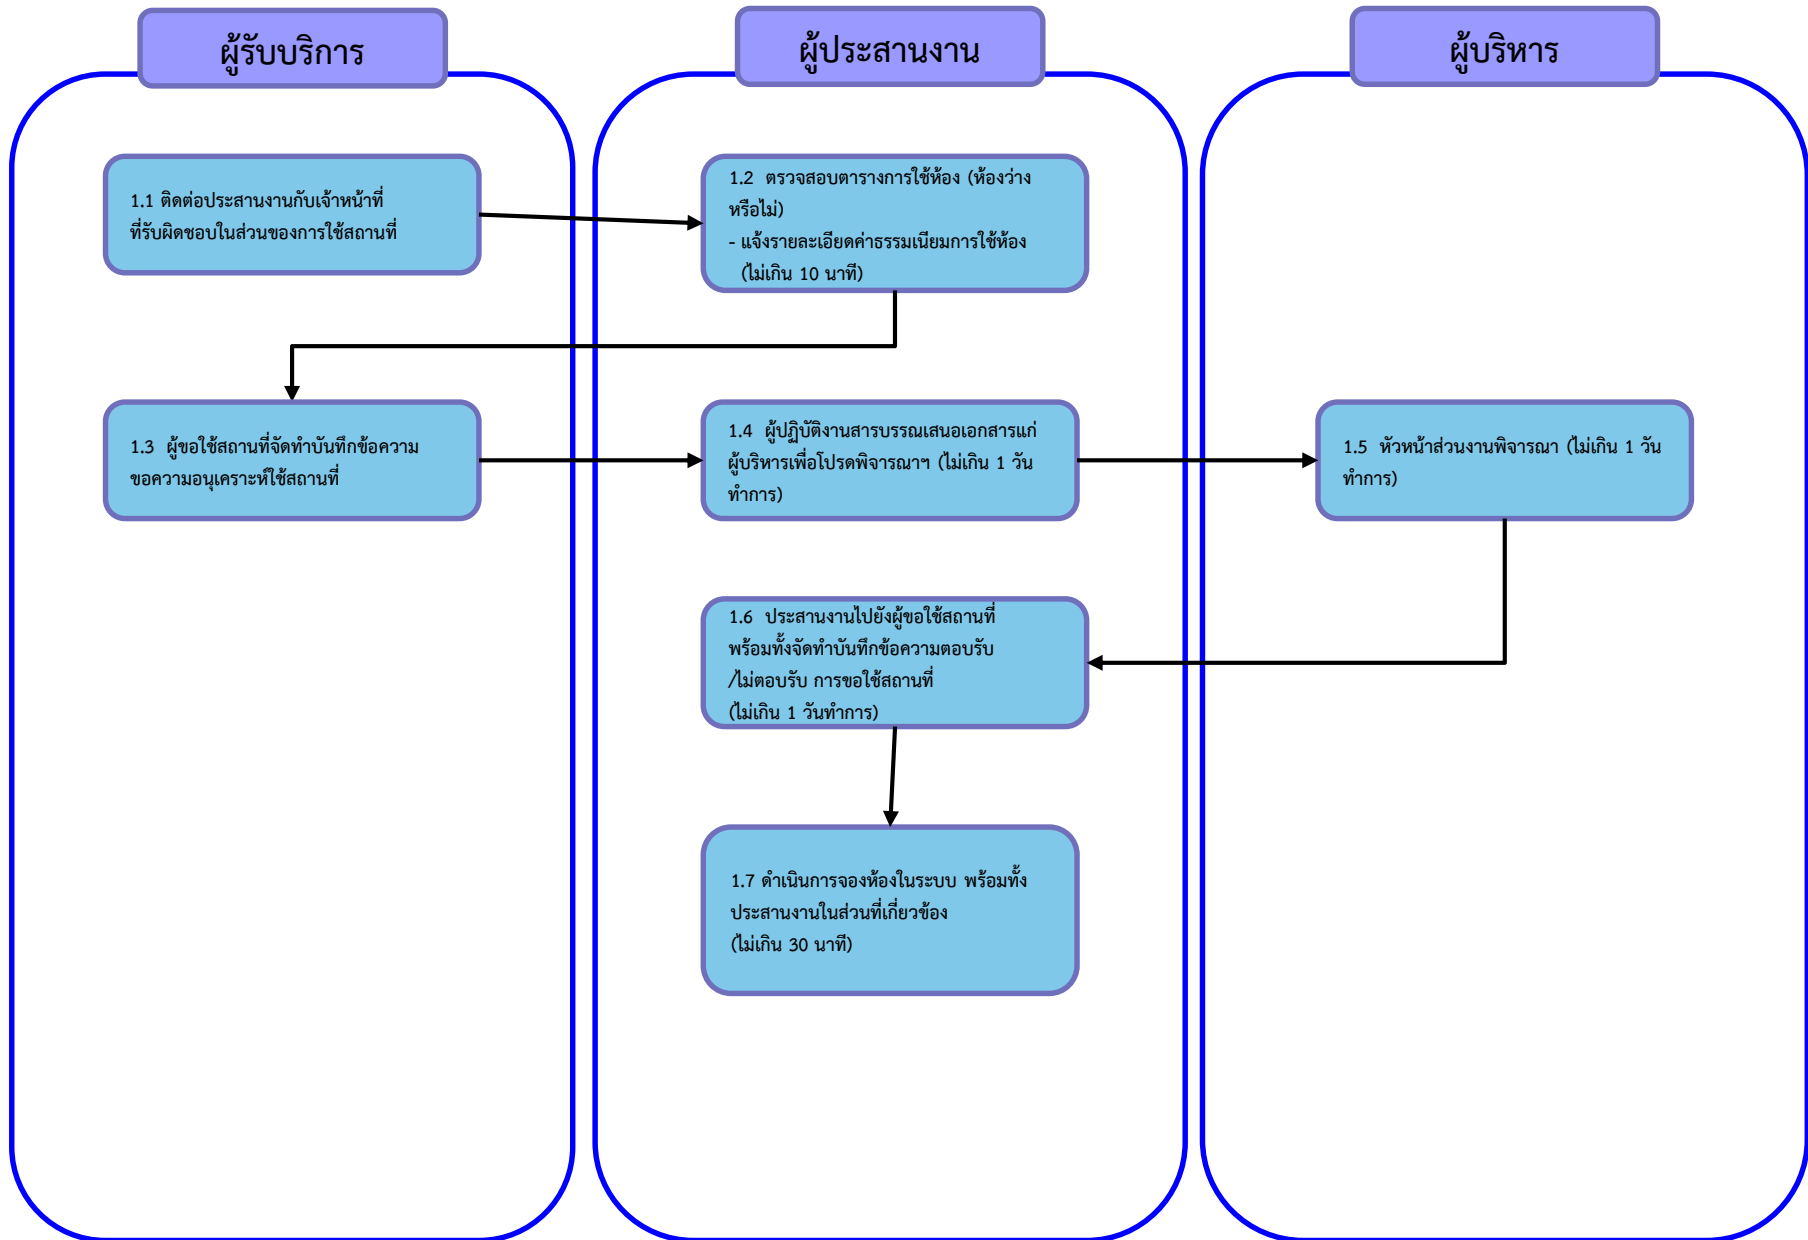 ผู้รับบริการ
ผู้ประสานงาน
ผู้บริหาร
1.1 ติดต่อประสานงานกับเจ้าหน้าที่
ที่รับผิดชอบในส่วนของการใช้สถานที่
1.2 ตรวจสอบตารางการใช้ห้อง (ห้องว่าง
หรือไม่)
- แจ้งรายละเอียดค่าธรรมเนียมการใช้ห้อง
(ไม่เกิน 10 นาที)
1.3 ผู้ขอใช้สถานที่จัดทำบันทึกข้อความ
ขอความอนุเคราะห์ใช้สถานที่
1.4 ผู้ปฏิบัติงานสารบรรณเสนอเอกสารแก่
ผู้บริหารเพื่อโปรดพิจารณาฯ (ไม่เกิน 1 วัน
ทำการ)
1.5 หัวหน้าส่วนงานพิจารณา (ไม่เกิน 1 วัน
ทำการ)
1.6 ประสานงานไปยังผู้ขอใช้สถานที่
พร้อมทั้งจัดทำบันทึกข้อความตอบรับ
/ไม่ตอบรับ การขอใช้สถานที่
(ไม่เกิน 1 วันทำการ)
1.7 ดำเนินการจองห้องในระบบ พร้อมทั้ง
ประสานงานในส่วนที่เกี่ยวข้อง
(ไม่เกิน 30 นาที)